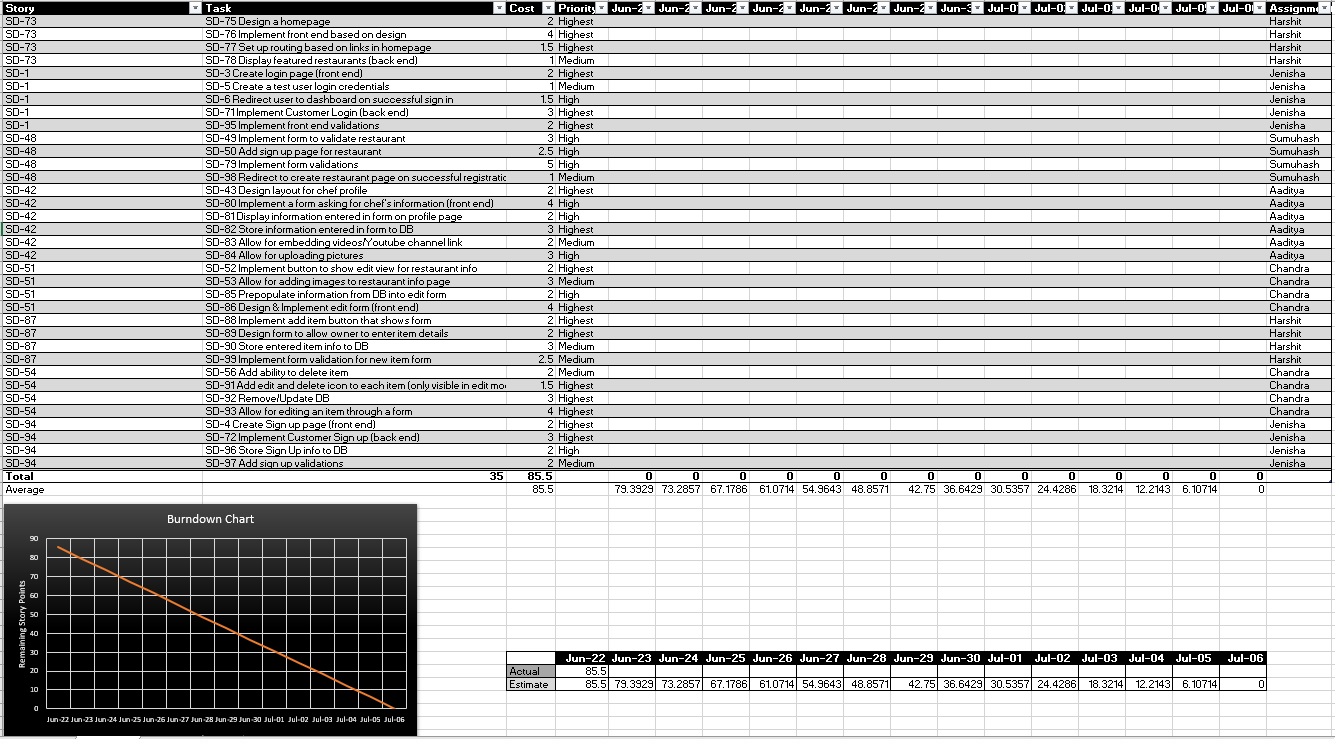 Story Task Cost Priority Jun-2 Jun-2 Jun-2 Jun-2 Jun-2 Jun-2 Jun-2 Jun-3 Jul-0 Jul-0 Jul-0 Jul-0 Jul-0 Jul-0 Assignme
SD-73 SD-75 Design a homepage 2 Highest Harshit
SD-73 SD-76 Implement front end based on design 4 Highest Harshit
SD-73 SD-77 Set up routing based on links in homepage 1.5 Highest Harshit
SD-73 SD-78 Display featured restaurants (back end) 1 Medium Harshit
SD-1 SD-3 Create login page (front end) 2 Highest Jenisha
SD-1 SD-5 Create a test user login credentials 1 Medium Jenisha
SD-1 SD-6 Redirect user to dashboard on successful sign in 1.5 High Jenisha
SD-1 SD-71 Implement Customer Login (back end) 3 Highest Jenisha
SD-1 SD-95 Implement front end validations 2 Highest Jenisha
SD-48 SD-49 Implement form to validate restaurant 3 High Sumuhash
SD-48 SD-50 Add sign up page for restaurant 2.5 High Sumuhash
SD-48 SD-79 Implement form validations 5 High Sumuhash
SD-48 SD-98 Redirect to create restaurant page on successful registratic 1 Medium Sumuhash
SD-42 SD-43 Design layout for chef profile 2 Highest Aaditya
SD-42 SD-80 Implement a form asking for chef's information (front end) 4 High Aaditya
SD-42 SD-81 Display information entered in form on profile page 2 High Aaditya
SD-42 SD-82 Store information entered in form to DB 3 Highest Aaditya
SD-42 SD-83 Allow for embedding videos/Youtube channel link 2 Medium Aaditya
SD-42 SD-84 Allow for uploading pictures 3 High Aaditya
SD-51 SD-52 Implement button to show edit view for restaurant info 2 Highest Chandra
SD-51 SD-53 Allow for adding images to restaurant info page 3 Medium Chandra
SD-51 SD-85 Prepopulate information from DB into edit form 2 High Chandra
SD-51 SD-86 Design & Implement edit form (front end) 4 Highest Chandra
SD-87 SD-88 Implement add item button that shows form 2 Highest Harshit
SD-87 SD-89 Design form to allow owner to enter item details 2 Highest Harshit
SD-87 SD-90 Store entered item info to DB 3 Medium Harshit
SD-87 SD-99 Implement form validation for new item form 2.5 Medium Harshit
SD-54 SD-56 Add ability to delete item 2 Medium Chandra
SD-54 SD-91 Add edit and delete icon to each item (only visible in edit mo 1.5 Highest Chandra
SD-54 SD-92 Remove/Update DB 3 Highest Chandra
SD-54 SD-93 Allow for editing an item through a form 4 Highest Chandra
SD-94 SD-4 Create Sign up page (front end) 2 Highest Jenisha
SD-94 SD-72 Implement Customer Sign up (back end) 3 Highest Jenisha
SD-94 SD-96 Store Sign Up info to DB 2 High Jenisha
SD-94 SD-97 Add sign up validations 2 Medium Jenisha
Total 35 85.5 0 0 0 0 0 0 0 0 0 0 0 0 0 0
Average 85.5 79.3929 73.2857 67.1786 61.0714 54.9643 48.8571 42.75 36.6429 30.5357 24.4286 18.3214 12.2143 6.10714 0
Burndown Chart
90
80
70
60
50
40
30
20
10
0
Remaining Story Points
Jun-22 Jun-23 Jun-24 Jun-25 Jun-26 Jun-27 Jun-28 Jun-29 Jun-30 Jul-01 Jul-02 Jul-03 Jul-04 Jul-05 Jul-06
Jun-22 Jun-23 Jun-24 Jun-25 Jun-26 Jun-27 Jun-28 Jun-29 Jun-30 Jul-01 Jul-02 Jul-03 Jul-04 Jul-05 Jul-06
Actual 85.5
Estimate 85.5 79.3929 73.2857 67.1786 61.0714 54.9643 48.8571 42.75 36.6429 30.5357 24.4286 18.3214 12.2143 6.10714 0